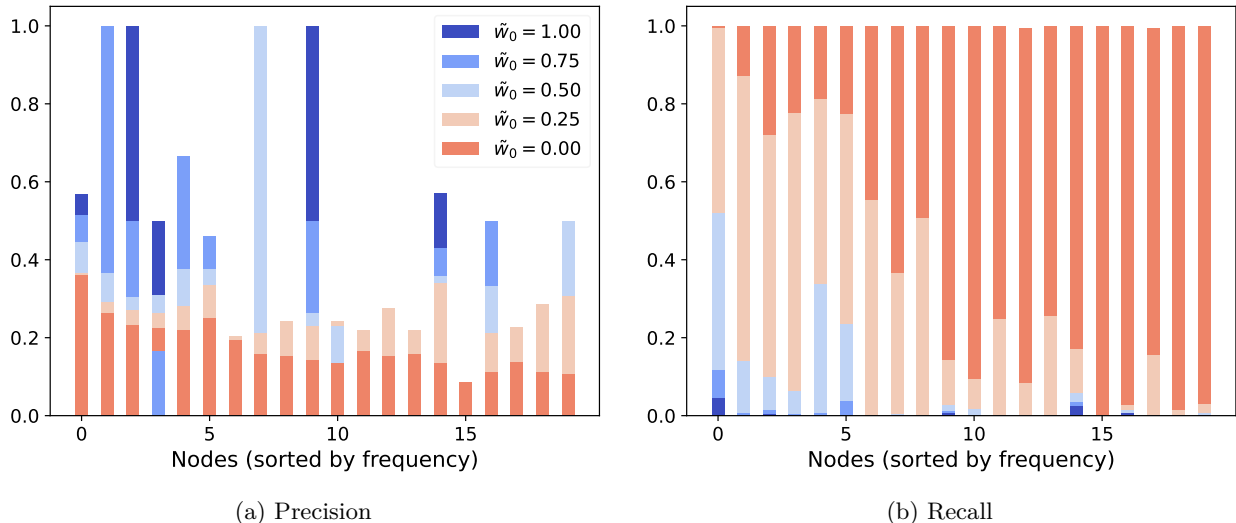 1.0
0.8
0.6
0.4
0.2
0.0
0
5
10
15
Nodes (sorted by frequency)
w̃₀ = 1.00
w̃₀ = 0.75
w̃₀ = 0.50
w̃₀ = 0.25
w̃₀ = 0.00
(a) Precision
1.0
0.8
0.6
0.4
0.2
0.0
0
5
10
15
Nodes (sorted by frequency)
(b) Recall